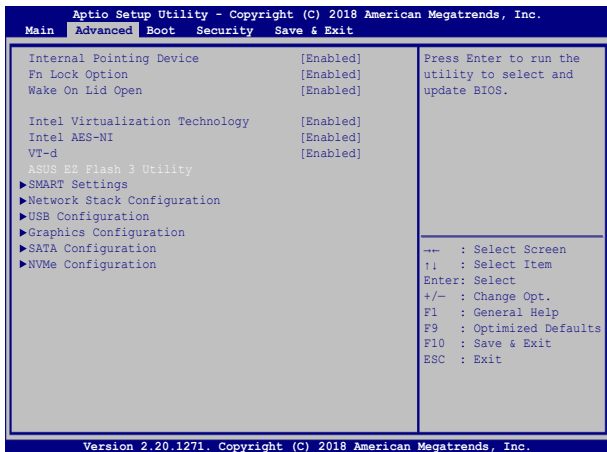 Aptio Setup Utility - Copyright (C) 2018 American Megatrends, Inc.
Main Advanced Boot Security Save & Exit
Internal Pointing Device [Enabled]
Fn Lock Option [Enabled]
Wake On Lid Open [Enabled]
Intel Virtualization Technology [Enabled]
Intel AES-NI [Enabled]
VT-d [Enabled]
ASUS EZ Flash 3 Utility
▶SMART Settings
▶Network Stack Configuration
▶USB Configuration
▶Graphics Configuration
▶SATA Configuration
▶NVMe Configuration
Press Enter to run the
utility to select and
update BIOS.
→← : Select Screen
↑↓ : Select Item
Enter: Select
+/— : Change Opt.
F1 : General Help
F9 : Optimized Defaults
F10 : Save & Exit
ESC : Exit
Version 2.20.1271. Copyright (C) 2018 American Megatrends, Inc.